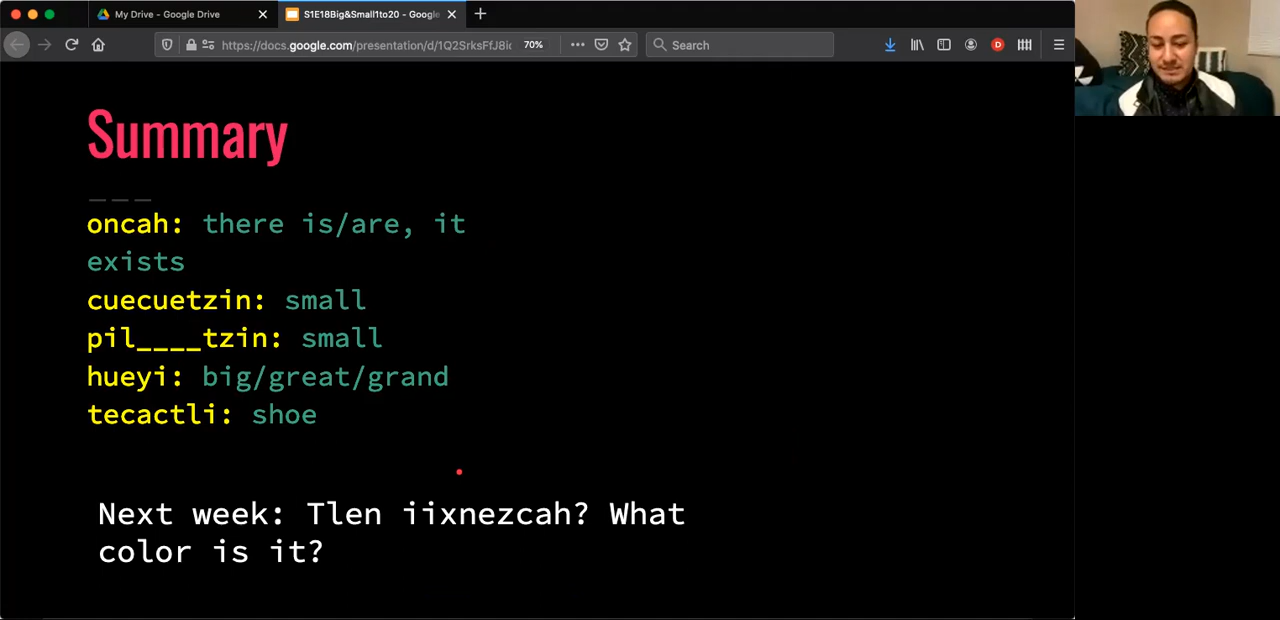 My Drive - Google Drive
S1E18Big&Small1to20 - Google
https://docs.google.com/presentation/d/1Q2SrksFfJ8ic
70%
Search
Summary
oncah: there is/are, it
exists
cuecuetzin: small
pil____tzin: small
hueyi: big/great/grand
tecactli: shoe
Next week: Tlen iixnezcah? What
color is it?